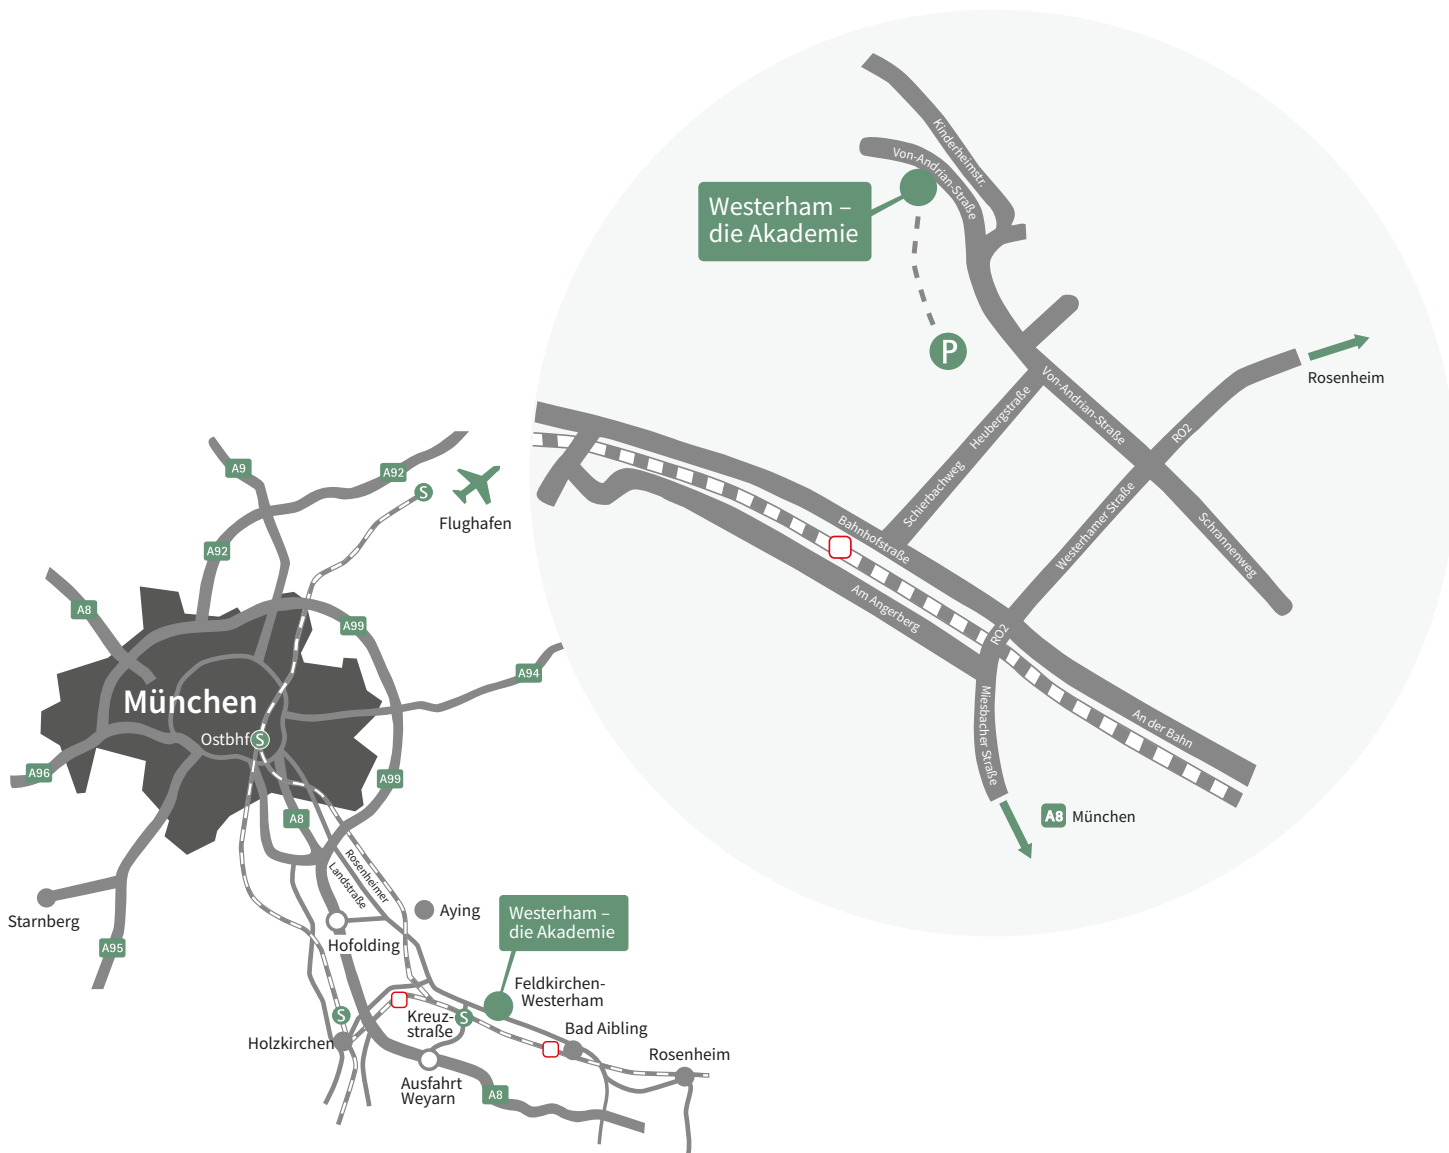 Kinderheimstr.
Von-Andrian-Straße
Westerham –
die Akademie
P
Rosenheim
Von-Andrian-Straße
Heubergstraße
RO2
Schierbachweg
Westerhamer Straße
Schrannenweg
Bahnhofstraße
Am Angerberg
RO2
Miesbacher Straße
An der Bahn
A8 München
A9
A92
S
Flughafen
A92
A8
A99
A94
München
Ostbhf
S
A96
A99
A8
Rosenheimer
Landstraße
Starnberg
A95
Aying
Hofolding
Westerham –
die Akademie
Feldkirchen-
Westerham
S
Kreuz-
straße
S
Holzkirchen
Bad Aibling
Rosenheim
Ausfahrt
Weyarn
A8